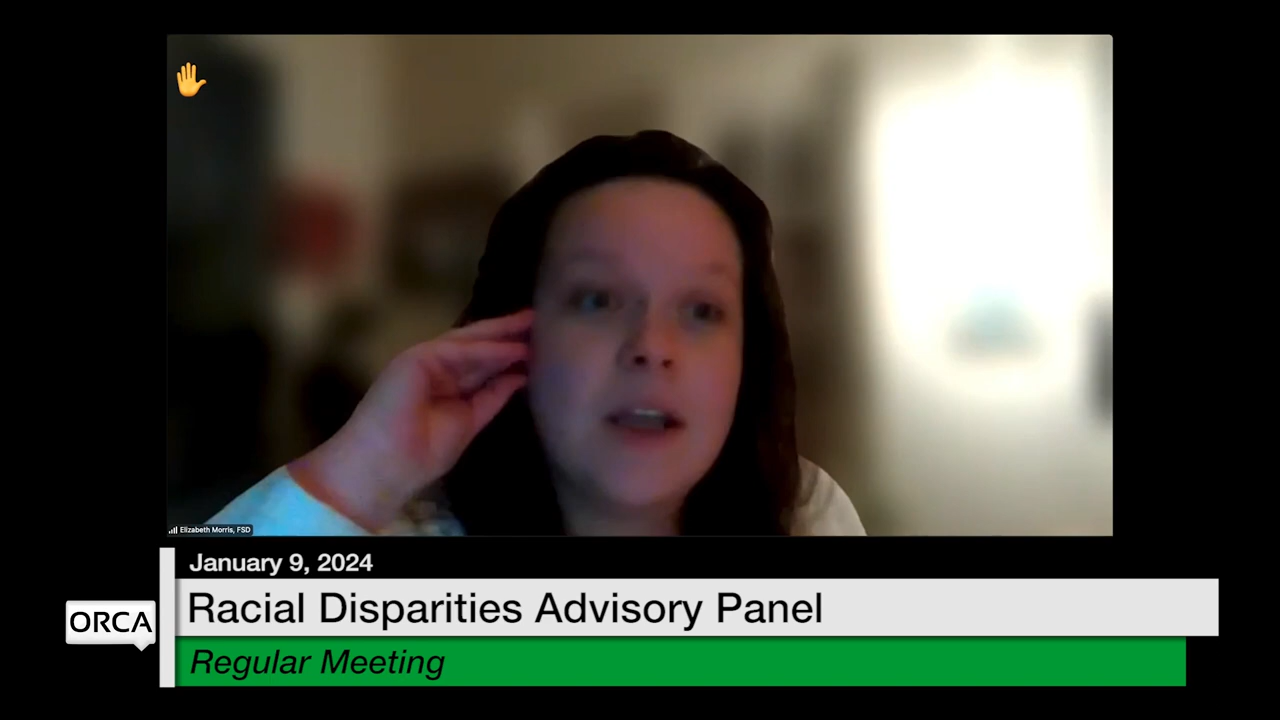 Elizabeth Morris, FSD
January 9, 2024
Racial Disparities Advisory Panel
ORCA
Regular Meeting